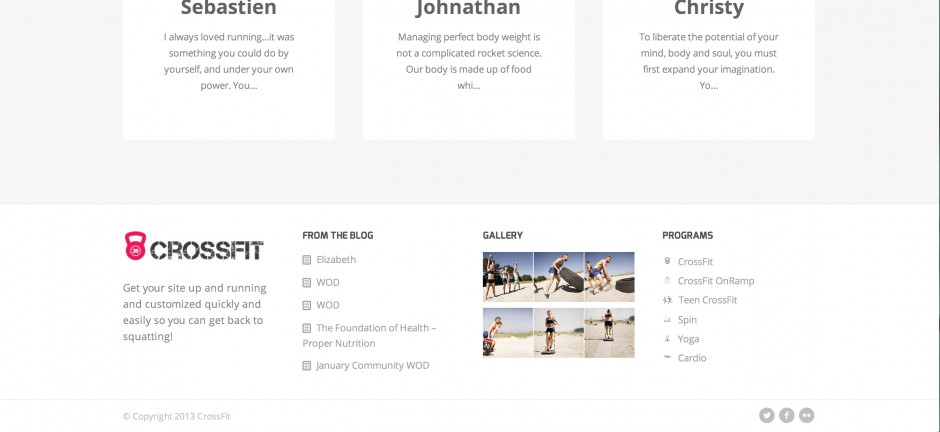 Sebastien
I always loved running...it was
something you could do by
yourself, and under your own
power. You...
Johnathan
Managing perfect body weight is
not a complicated rocket science.
Our body is made up of food
whi...
Christy
To liberate the potential of your
mind, body and soul, you must
first expand your imagination.
Yo...
20
CROSSFIT
Get your site up and running
and customized quickly and
easily so you can get back to
squatting!
FROM THE BLOG
Elizabeth
WOD
WOD
The Foundation of Health –
Proper Nutrition
January Community WOD
GALLERY
PROGRAMS
CrossFit
CrossFit OnRamp
Teen CrossFit
Spin
Yoga
Cardio
© Copyright 2013 CrossFit